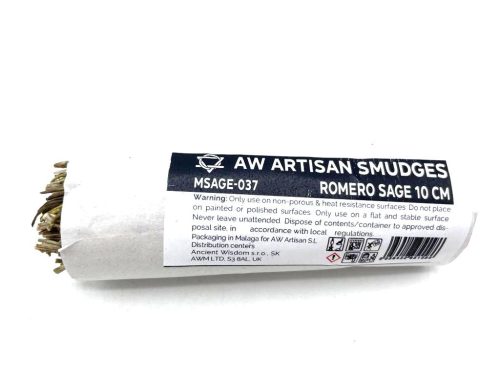 AW ARTISAN SMUDGES
MSAGE-037 ROMERO SAGE 10 CM
Warning: Only use on non-porous & heat resistance surfaces. Do not place
on painted or polished surfaces. Only use on a flat and stable surface
Never leave unattended. Dispose of contents/container to approved dis-
posal site, in accordance with local regulations.
Packaging in Malaga for AW Artisan S.L
Distribution centers
Ancient Wisdom s.r.o., SK
AWM LTD, S3 8AL, UK